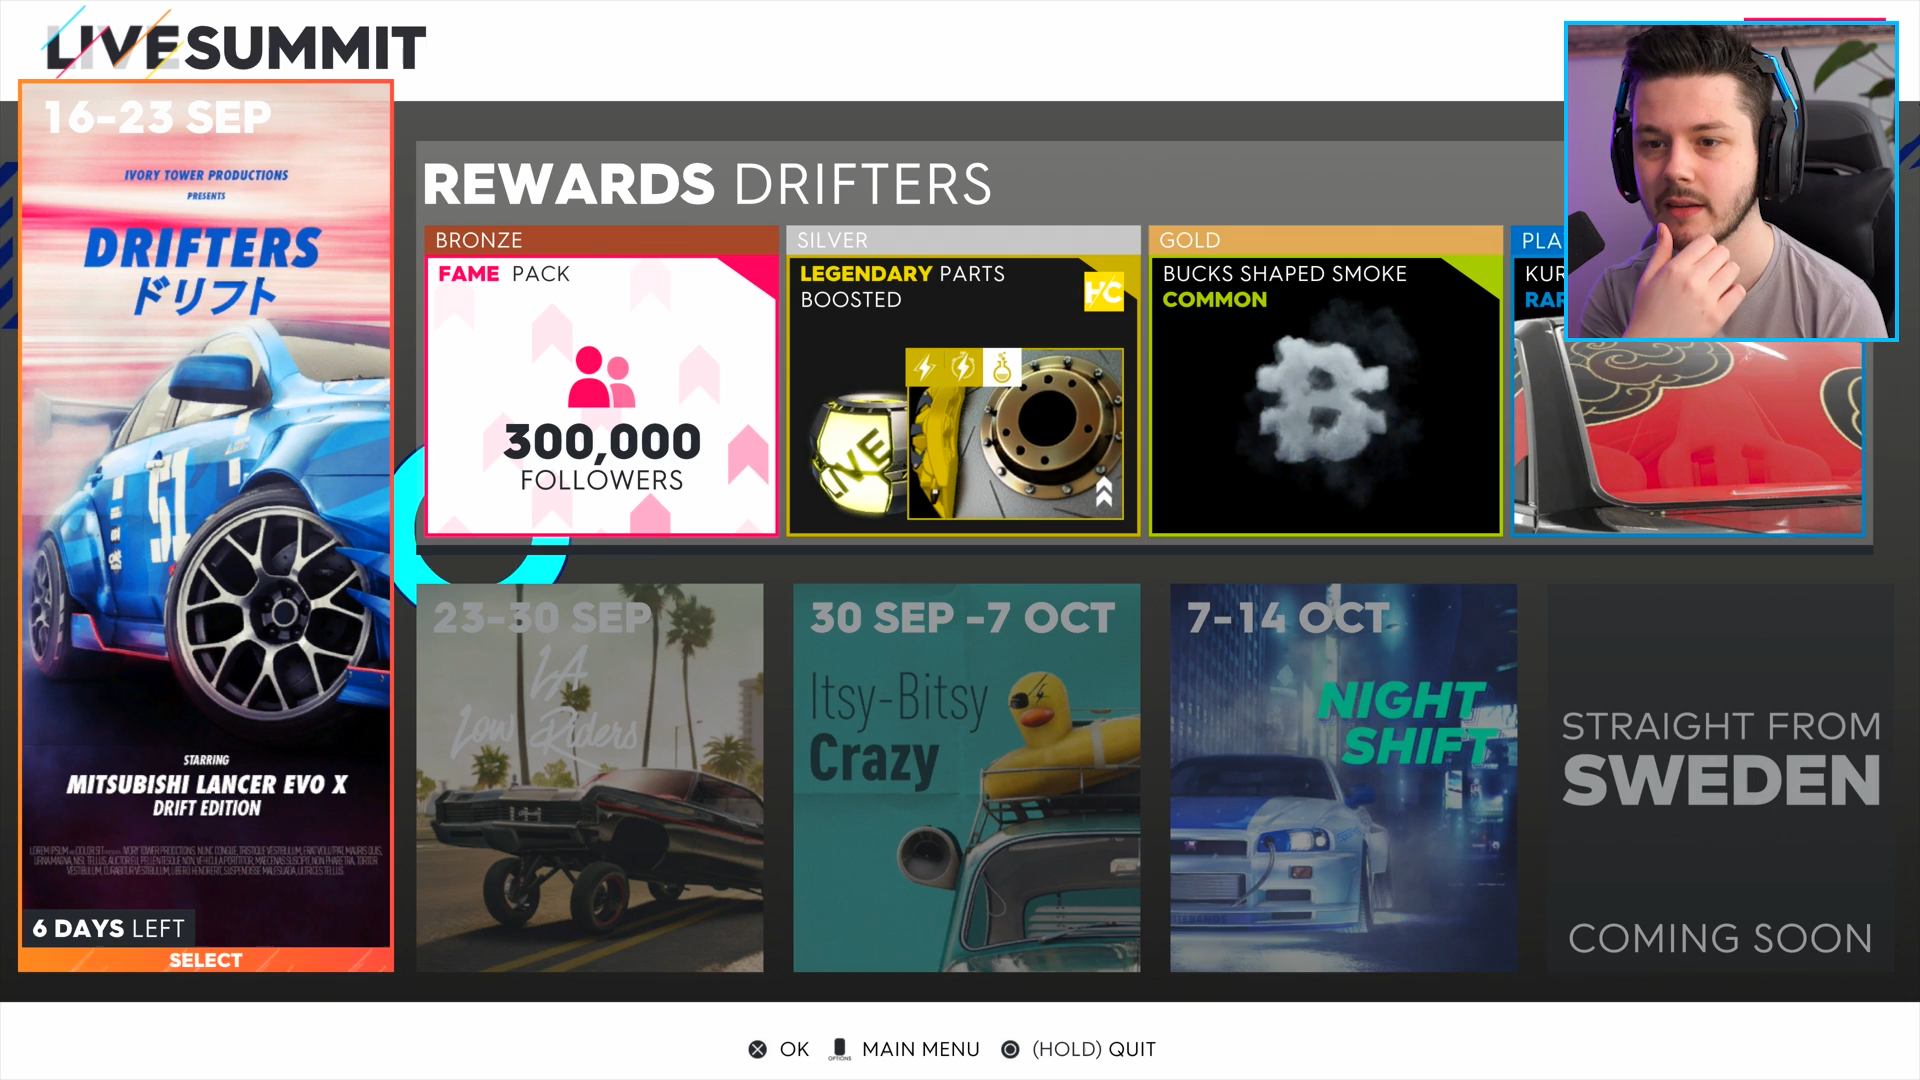 LIVESUMMIT
16-23 SEP
IVORY TOWER PRODUCTIONS
PRESENTS
DRIFTERS
ドリフト
51
STARRING
MITSUBISHI LANCER EVO X
DRIFT EDITION
6 DAYS LEFT
SELECT
REWARDS DRIFTERS
BRONZE
FAME PACK
300,000
FOLLOWERS
SILVER
LEGENDARY PARTS
BOOSTED
H/C
LIVE
GOLD
BUCKS SHAPED SMOKE
COMMON
PLA
KUR
RAR
23-30 SEP
LA
Low Riders
30 SEP -7 OCT
Itsy-Bitsy
Crazy
7-14 OCT
NIGHT
SHIFT
STRAIGHT FROM
SWEDEN
COMING SOON
OK
OPTIONS
MAIN MENU
(HOLD) QUIT